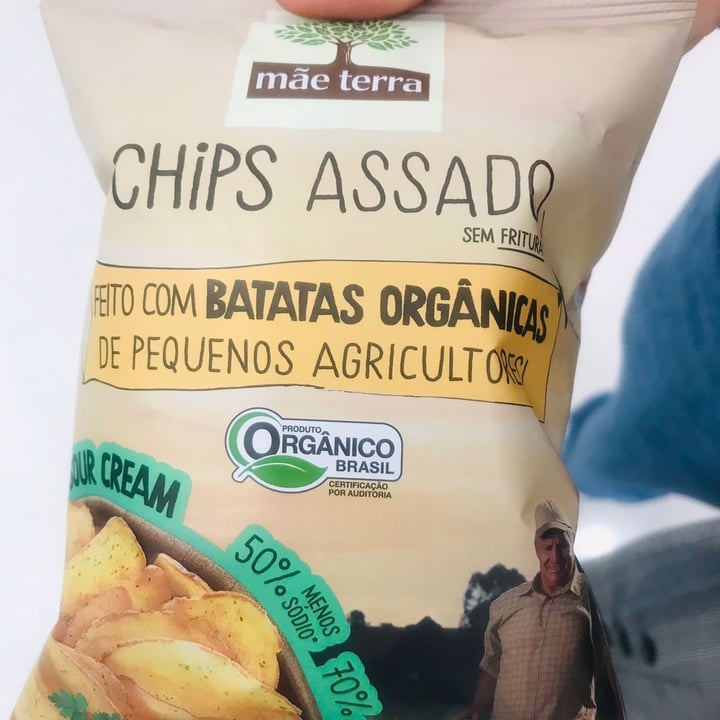 mãe terra
CHIPS ASSADO
SEM FRITURA
FEITO COM BATATAS ORGÂNICAS
DE PEQUENOS AGRICULTORES
PRODUTO
ORGÂNICO
BRASIL
CERTIFICAÇÃO
POR AUDITORIA
SOUR CREAM
50% MENOS
SÓDIO*
70%